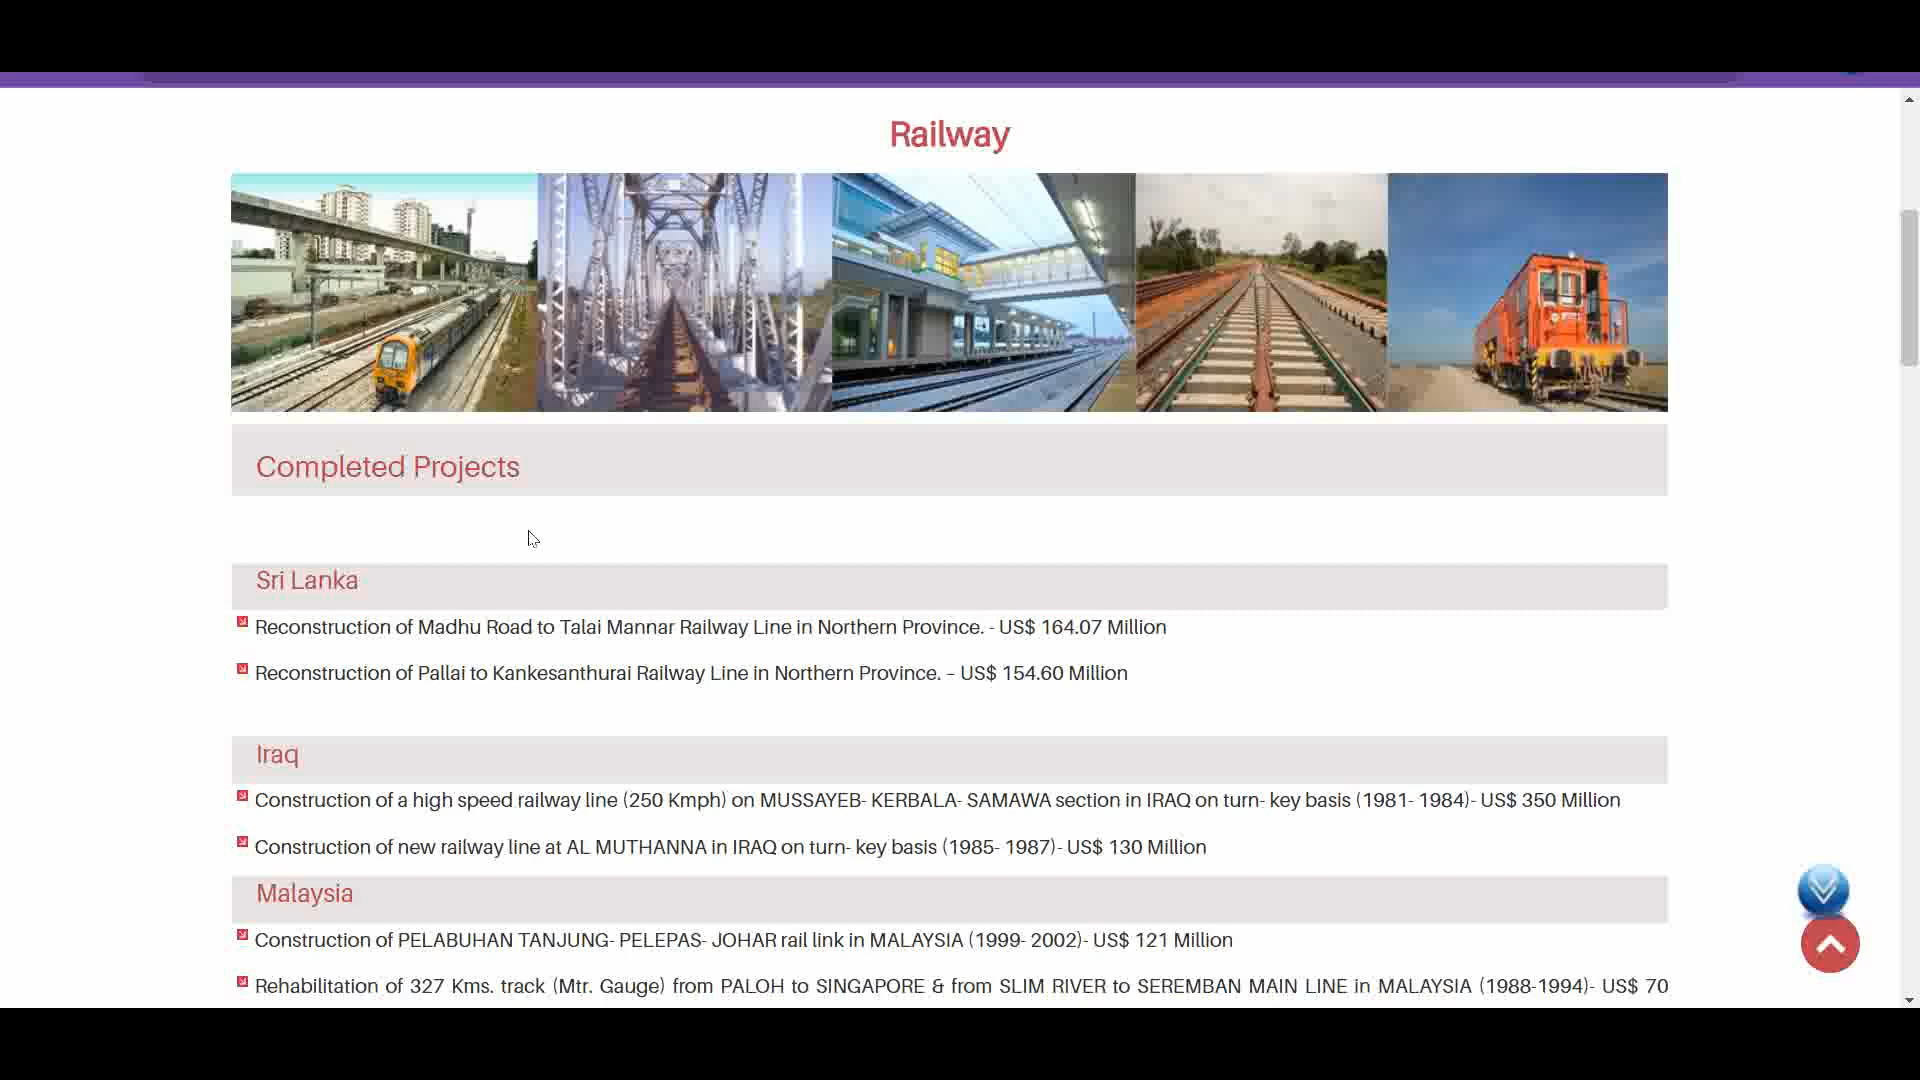 Railway
Completed Projects
Sri Lanka
Reconstruction of Madhu Road to Talai Mannar Railway Line in Northern Province. - US$ 164.07 Million
Reconstruction of Pallai to Kankesanthurai Railway Line in Northern Province. – US$ 154.60 Million
Iraq
Construction of a high speed railway line (250 Kmph) on MUSSAYEB- KERBALA- SAMAWA section in IRAQ on turn- key basis (1981- 1984)- US$ 350 Million
Construction of new railway line at AL MUTHANNA in IRAQ on turn- key basis (1985- 1987)- US$ 130 Million
Malaysia
Construction of PELABUHAN TANJUNG- PELEPAS- JOHAR rail link in MALAYSIA (1999- 2002)- US$ 121 Million
Rehabilitation of 327 Kms. track (Mtr. Gauge) from PALOH to SINGAPORE & from SLIM RIVER to SEREMBAN MAIN LINE in MALAYSIA (1988-1994)- US$ 70